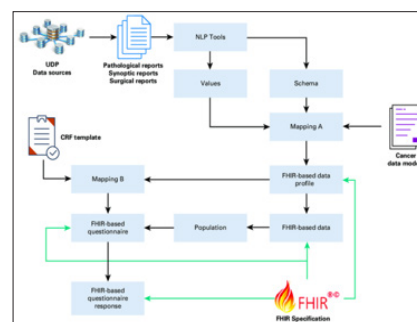 UDP
Data sources
Pathological reports
Synoptic reports
Surgical reports
NLP Tools
Values
Schema
Mapping A
Cancer
data mode
CRF template
Mapping B
FHIR-based data
profile
FHIR-based
questionnaire
Population
FHIR-based data
FHIR-based
questionnaire
response
FHIR®©
FHIR Specification